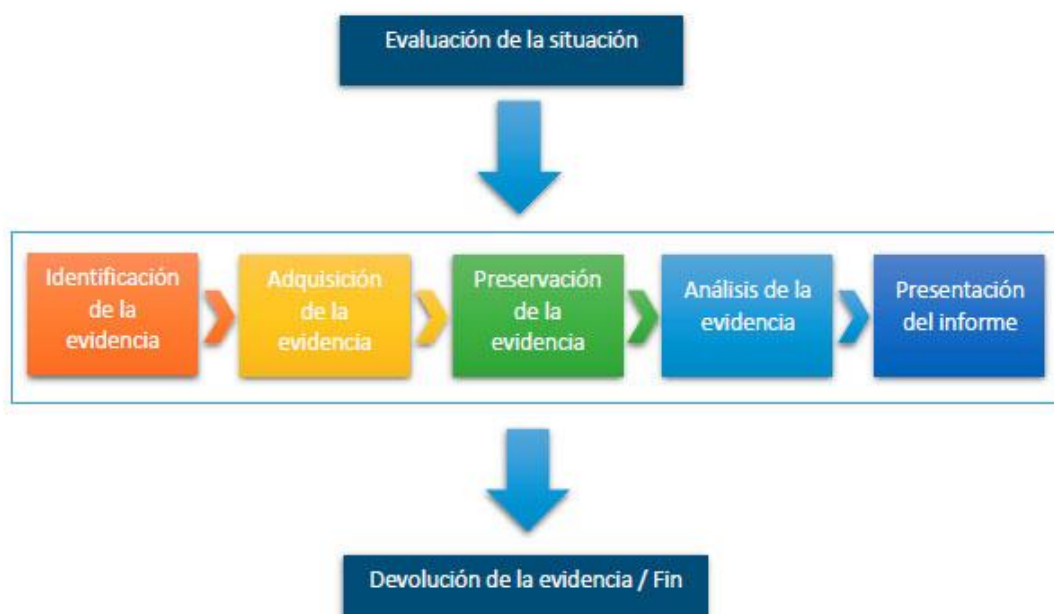 Evaluación de la situación
Identificación
de la
evidencia
Adquisición
de la
evidencia
Preservación
de la
evidencia
Análisis de la
evidencia
Presentación
del informe
Devolución de la evidencia / Fin